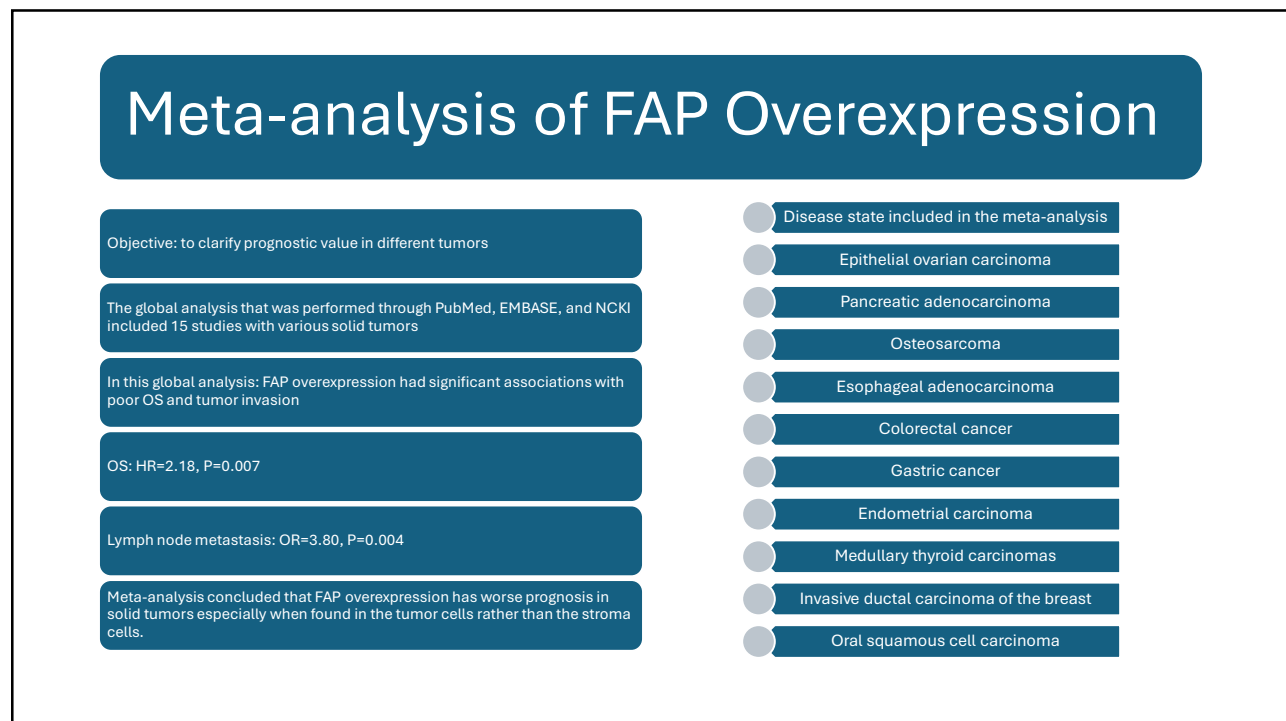 Meta-analysis of FAP Overexpression
Objective: to clarify prognostic value in different tumors
The global analysis that was performed through PubMed, EMBASE, and NCKI
included 15 studies with various solid tumors
In this global analysis: FAP overexpression had significant associations with
poor OS and tumor invasion
OS: HR=2.18, P=0.007
Lymph node metastasis: OR=3.80, P=0.004
Meta-analysis concluded that FAP overexpression has worse prognosis in
solid tumors especially when found in the tumor cells rather than the stroma
cells.
Disease state included in the meta-analysis
Epithelial ovarian carcinoma
Pancreatic adenocarcinoma
Osteosarcoma
Esophageal adenocarcinoma
Colorectal cancer
Gastric cancer
Endometrial carcinoma
Medullary thyroid carcinomas
Invasive ductal carcinoma of the breast
Oral squamous cell carcinoma